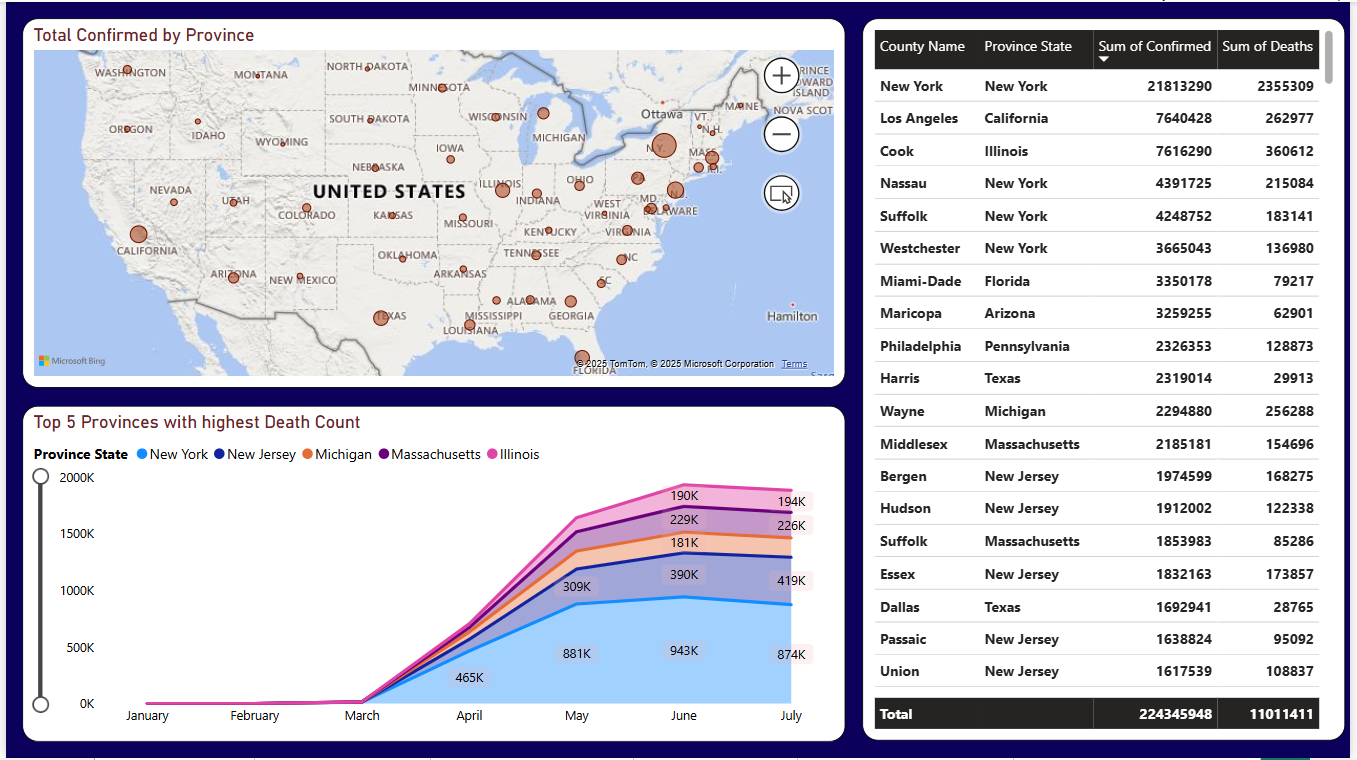 Total Confirmed by Province
WASHINGTON
MONTANA
NORTH DAKOTA
MINNESOTA
OREGON
IDAHO
WYOMING
SOUTH DAKOTA
WISCONSIN
MICHIGAN
Ottawa
VT.
N.H.
MAINE
PRINCE
EDWARD
ISLAND
NOVA SCOT
NEBRASKA
IOWA
N.Y.
MASS.
R.I.
NEVADA
UTAH
COLORADO
UNITED STATES
KANSAS
MISSOURI
ILLINOIS
INDIANA
OHIO
PA.
WEST
VIRGINIA
MD.
N.J.
DELAWARE
CALIFORNIA
ARIZONA
NEW MEXICO
OKLAHOMA
ARKANSAS
KENTUCKY
TENNESSEE
VIRGINIA
NC
SC
TEXAS
LOUISIANA
MISSISSIPPI
ALABAMA
GEORGIA
FLORIDA
Hamilton
Microsoft Bing
© 2025 TomTom, © 2025 Microsoft Corporation Terms
Top 5 Provinces with highest Death Count
Province State New York New Jersey Michigan Massachusetts Illinois
2000K
1500K
1000K
500K
0K
190K
194K
229K
226K
181K
309K
390K
419K
465K
881K
943K
874K
January February March April May June July
County Name Province State Sum of Confirmed Sum of Deaths
New York New York 21813290 2355309
Los Angeles California 7640428 262977
Cook Illinois 7616290 360612
Nassau New York 4391725 215084
Suffolk New York 4248752 183141
Westchester New York 3665043 136980
Miami-Dade Florida 3350178 79217
Maricopa Arizona 3259255 62901
Philadelphia Pennsylvania 2326353 128873
Harris Texas 2319014 29913
Wayne Michigan 2294880 256288
Middlesex Massachusetts 2185181 154696
Bergen New Jersey 1974599 168275
Hudson New Jersey 1912002 122338
Suffolk Massachusetts 1853983 85286
Essex New Jersey 1832163 173857
Dallas Texas 1692941 28765
Passaic New Jersey 1638824 95092
Union New Jersey 1617539 108837
Total 224345948 11011411